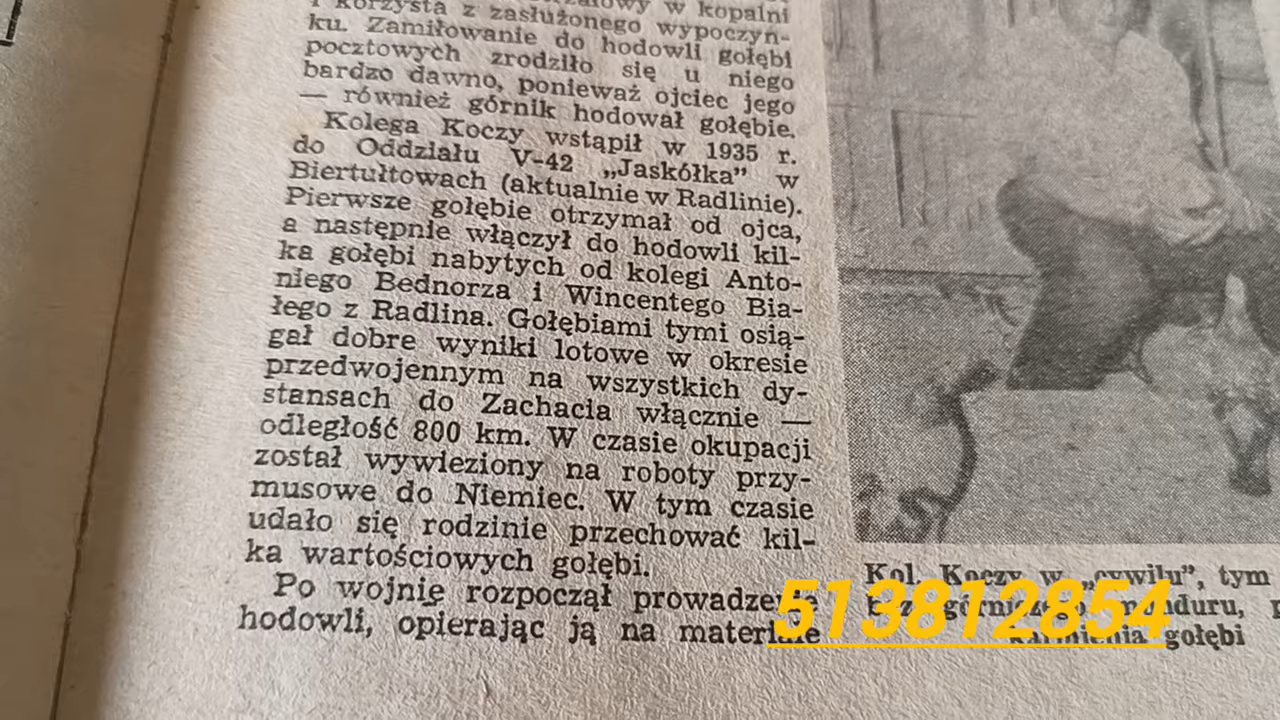 w kopalni
i korzysta z zasłużonego wypoczyn-
ku. Zamiłowanie do hodowli gołębi
pocztowych zrodziło się u niego
bardzo dawno, ponieważ ojciec jego
— również górnik hodował gołębie.
Kolega Koczy wstąpił w 1935 r.
do Oddziału V-42 „Jaskółka” w
Biertułtowach (aktualnie w Radlinie).
Pierwsze gołębie otrzymał od ojca,
a następnie włączył do hodowli kil-
ka gołębi nabytych od kolegi Anto-
niego Bednorza i Wincentego Bia-
łego z Radlina. Gołębiami tymi osią-
gał dobre wyniki lotowe w okresie
przedwojennym na wszystkich dy-
stansach do Zachacia włącznie —
odległość 800 km. W czasie okupacji
został wywieziony na roboty przy-
musowe do Niemiec. W tym czasie
udało się rodzinie przechować kil-
ka wartościowych gołębi.
Po wojnie rozpoczął prowadzenie
hodowli, opierając ją na materiale
Kol. Koczy w „cywilu”, tym
bez górniczego munduru,
karmienia gołębi
513812854